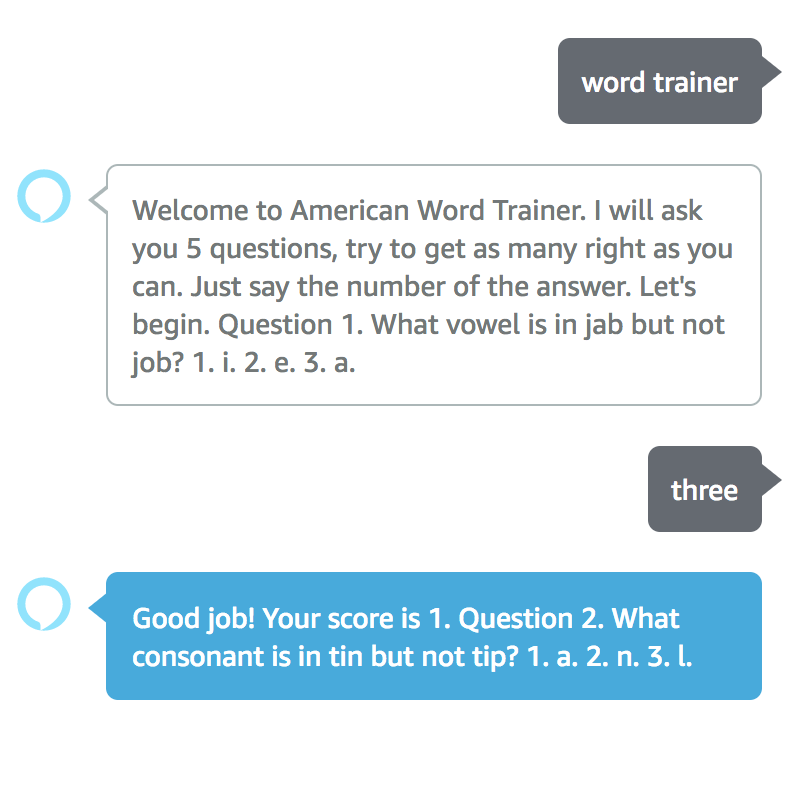 word trainer
Welcome to American Word Trainer. I will ask
you 5 questions, try to get as many right as you
can. Just say the number of the answer. Let's
begin. Question 1. What vowel is in jab but not
job? 1. i. 2. e. 3. a.
three
Good job! Your score is 1. Question 2. What
consonant is in tin but not tip? 1. a. 2. n. 3. l.